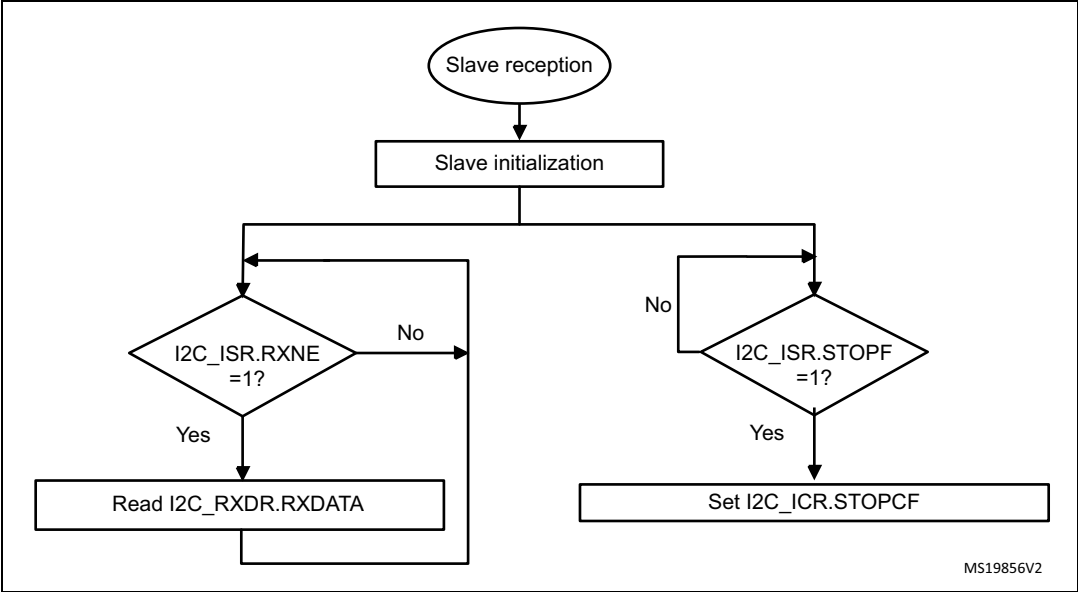 Slave reception
Slave initialization
No
I2C_ISR.RXNE
=1?
No
I2C_ISR.STOPF
=1?
Yes
Yes
Read I2C_RXDR.RXDATA
Set I2C_ICR.STOPCF
MS19856V2